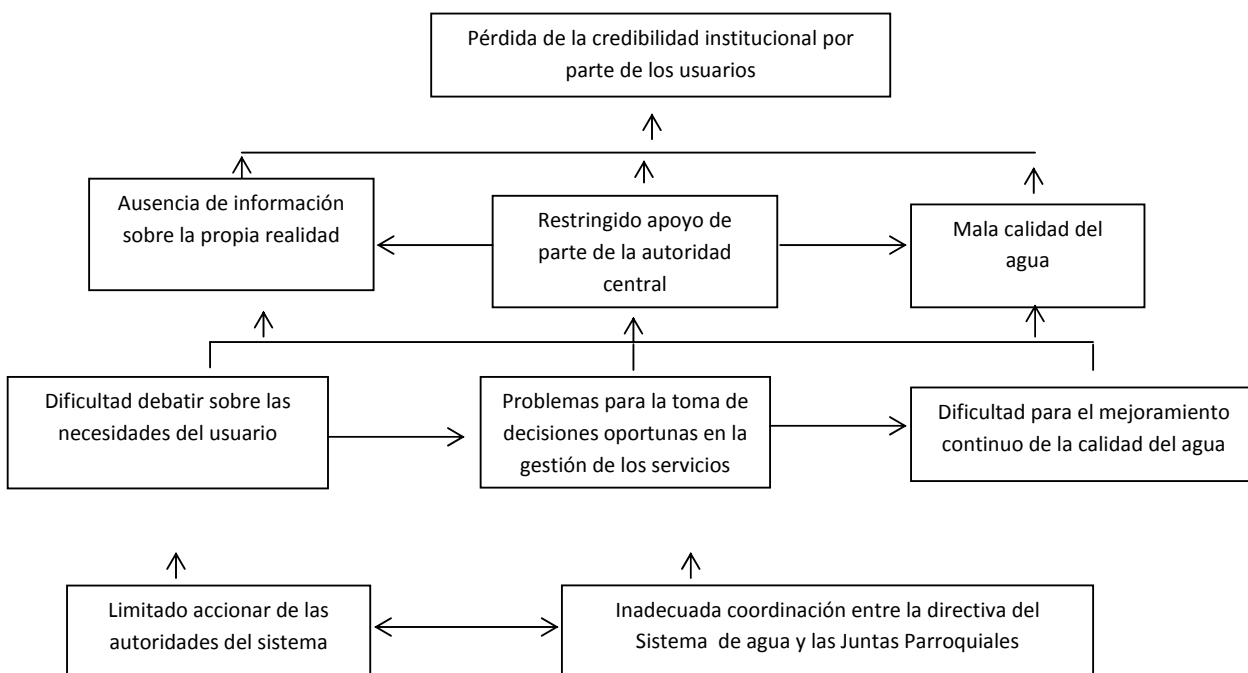 Pérdida de la credibilidad institucional por
parte de los usuarios
Ausencia de información
sobre la propia realidad
Restringido apoyo de
parte de la autoridad
central
Mala calidad del
agua
Dificultad debatir sobre las
necesidades del usuario
Problemas para la toma de
decisiones oportunas en la
gestión de los servicios
Dificultad para el mejoramiento
continuo de la calidad del agua
Limitado accionar de las
autoridades del sistema
Inadecuada coordinación entre la directiva del
Sistema de agua y las Juntas Parroquiales